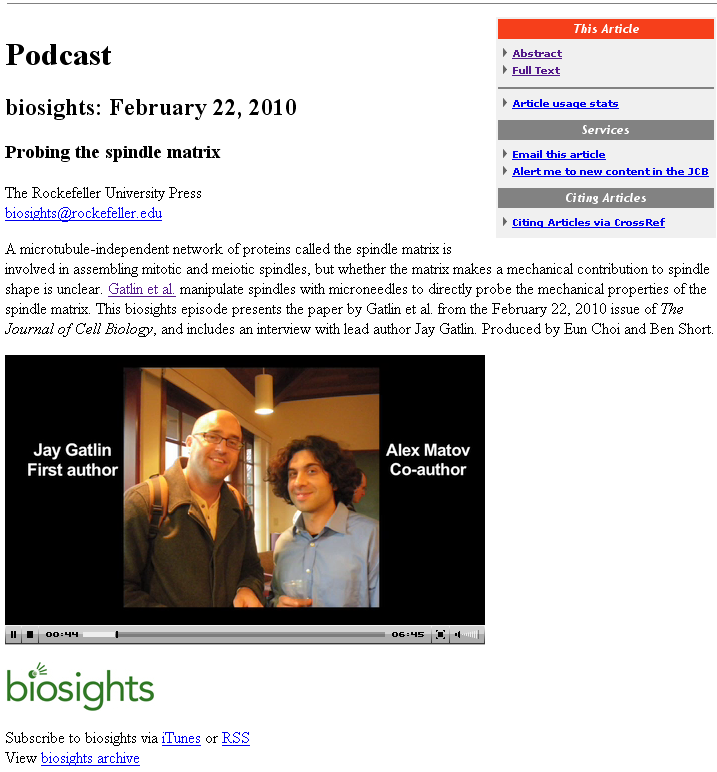 Podcast
biosights: February 22, 2010
Probing the spindle matrix
The Rockefeller University Press
biosights@rockefeller.edu
A microtubule-independent network of proteins called the spindle matrix is
involved in assembling mitotic and meiotic spindles, but whether the matrix makes a mechanical contribution to spindle
shape is unclear. Gatlin et al. manipulate spindles with microneedles to directly probe the mechanical properties of the
spindle matrix. This biosights episode presents the paper by Gatlin et al. from the February 22, 2010 issue of The
Journal of Cell Biology, and includes an interview with lead author Jay Gatlin. Produced by Eun Choi and Ben Short.
This Article
Abstract
Full Text
Article usage stats
Services
Email this article
Alert me to new content in the JCB
Citing Articles
Citing Articles via CrossRef
Jay Gatlin
First author
Alex Matov
Co-author
00:44
06:45
biosights
Subscribe to biosights via iTunes or RSS
View biosights archive